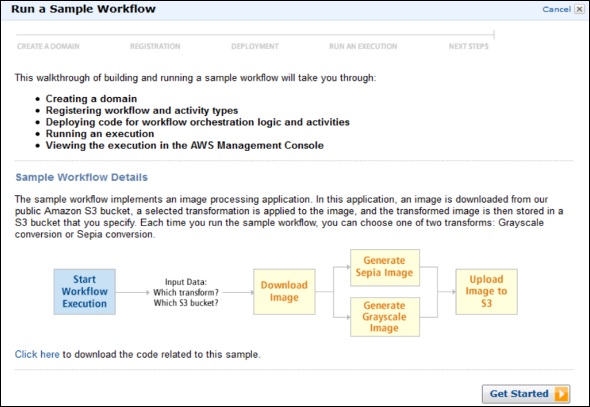 Run a Sample Workflow
Cancel
CREATE A DOMAIN REGISTRATION DEPLOYMENT RUN AN EXECUTION NEXT STEPS
This walkthrough of building and running a sample workflow will take you through:
• Creating a domain
• Registering workflow and activity types
• Deploying code for workflow orchestration logic and activities
• Running an execution
• Viewing the execution in the AWS Management Console
Sample Workflow Details
The sample workflow implements an image processing application. In this application, an image is downloaded from our
public Amazon S3 bucket, a selected transformation is applied to the image, and the transformed image is then stored in a
S3 bucket that you specify. Each time you run the sample workflow, you can choose one of two transforms: Grayscale
conversion or Sepia conversion.
Start
Workflow
Execution
Input Data:
Which transform?
Which S3 bucket?
Download
Image
Generate
Sepia Image
Generate
Grayscale
Image
Upload
Image to
S3
Click here to download the code related to this sample.
Get Started